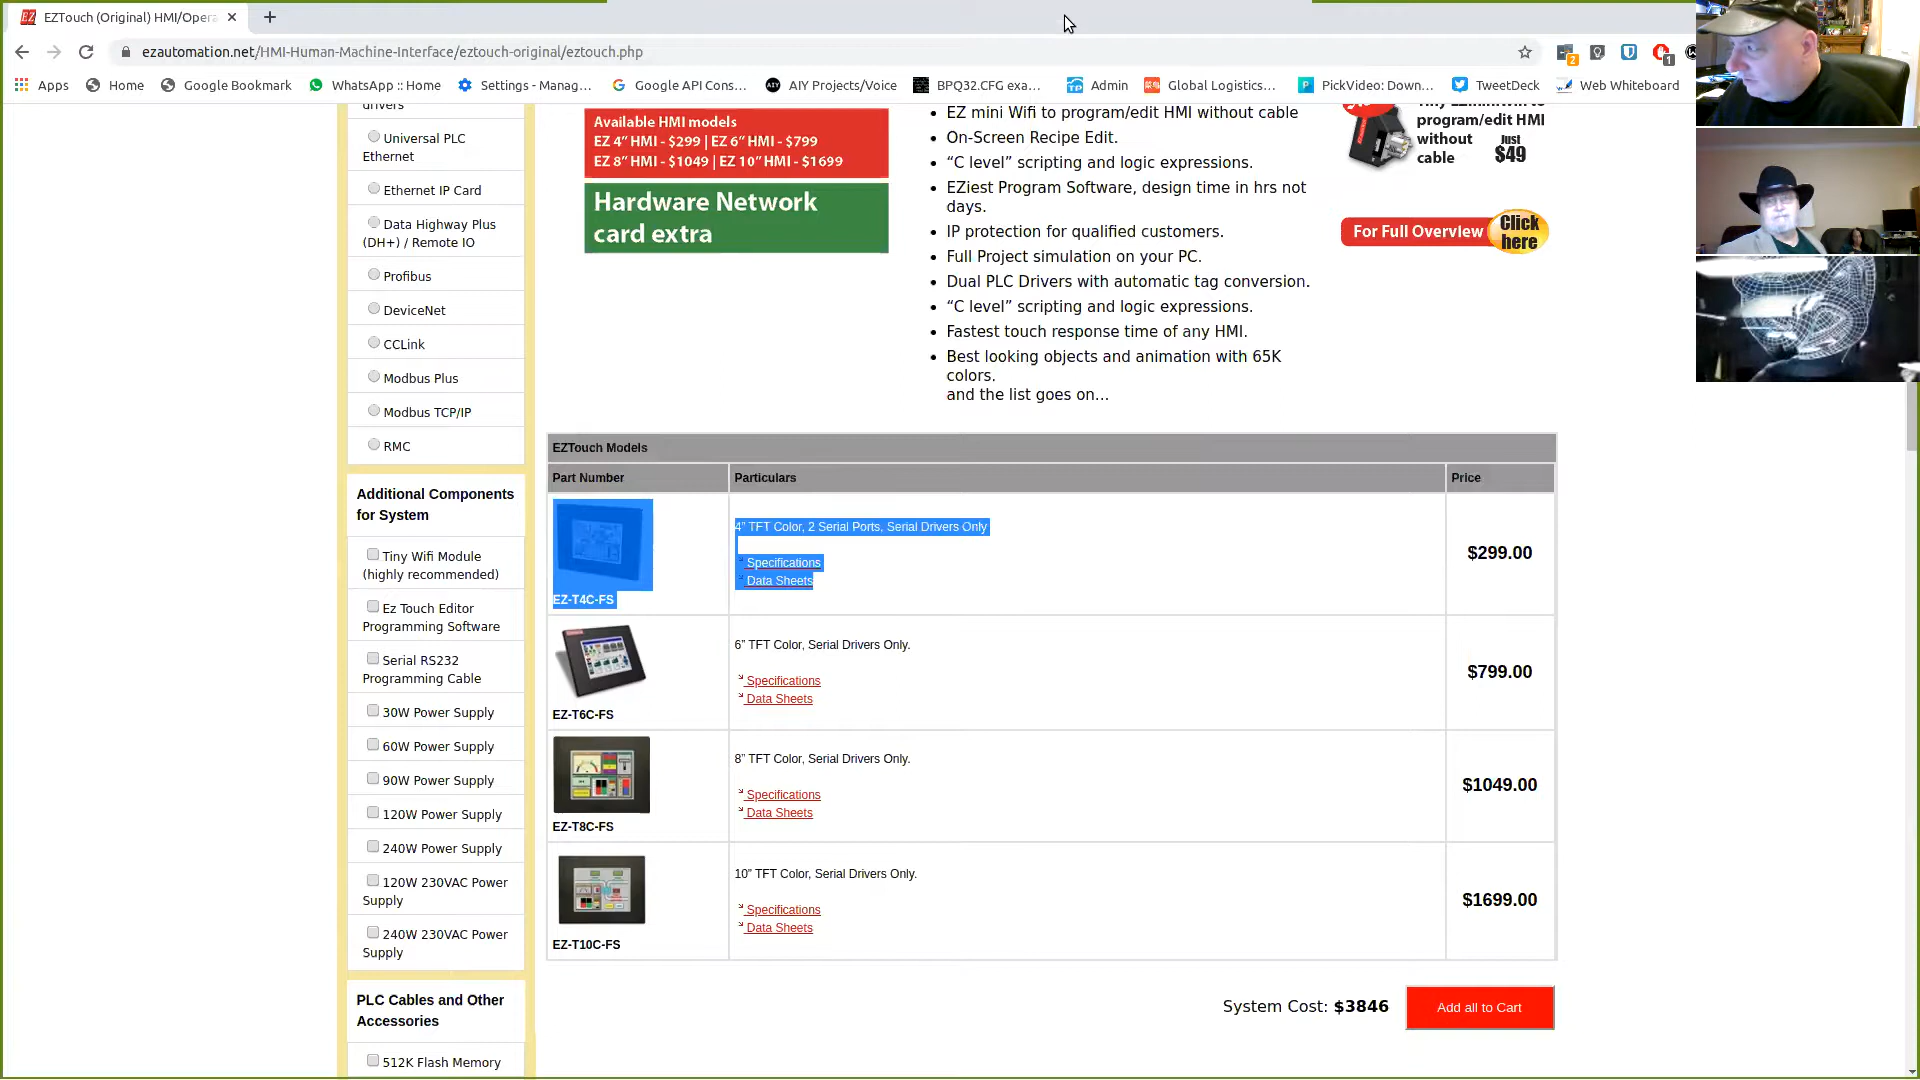 EZTouch (Original) HMI/Opera
ezautomation.net/HMI-Human-Machine-Interface/eztouch-original/eztouch.php
Apps
Home
Google Bookmark
WhatsApp :: Home
Settings - Manag...
Google API Cons...
AIY Projects/Voice
BPQ32.CFG exa...
Admin
Global Logistics...
PickVideo: Down...
TweetDeck
Web Whiteboard
drivers
Universal PLC
Ethernet
Ethernet IP Card
Data Highway Plus
(DH+) / Remote IO
Profibus
DeviceNet
CCLink
Modbus Plus
Modbus TCP/IP
RMC
Additional Components
for System
Tiny Wifi Module
(highly recommended)
Ez Touch Editor
Programming Software
Serial RS232
Programming Cable
30W Power Supply
60W Power Supply
90W Power Supply
120W Power Supply
240W Power Supply
120W 230VAC Power
Supply
240W 230VAC Power
Supply
PLC Cables and Other
Accessories
512K Flash Memory
Available HMI models
EZ 4” HMI - $299 | EZ 6” HMI - $799
EZ 8” HMI - $1049 | EZ 10” HMI - $1699
Hardware Network
card extra
• EZ mini Wifi to program/edit HMI without cable
• On-Screen Recipe Edit.
• “C level” scripting and logic expressions.
• EZiest Program Software, design time in hrs not
days.
• IP protection for qualified customers.
• Full Project simulation on your PC.
• Dual PLC Drivers with automatic tag conversion.
• “C level” scripting and logic expressions.
• Fastest touch response time of any HMI.
• Best looking objects and animation with 65K
colors.
and the list goes on...
program/edit HMI
without
cable
Just
$49
For Full Overview
Click
here
EZTouch Models
Part Number
Particulars
Price
4” TFT Color, 2 Serial Ports, Serial Drivers Only
Specifications
Data Sheets
EZ-T4C-FS
$299.00
6” TFT Color, Serial Drivers Only.
Specifications
Data Sheets
EZ-T6C-FS
$799.00
8” TFT Color, Serial Drivers Only.
Specifications
Data Sheets
EZ-T8C-FS
$1049.00
10” TFT Color, Serial Drivers Only.
Specifications
Data Sheets
EZ-T10C-FS
$1699.00
System Cost: $3846
Add all to Cart